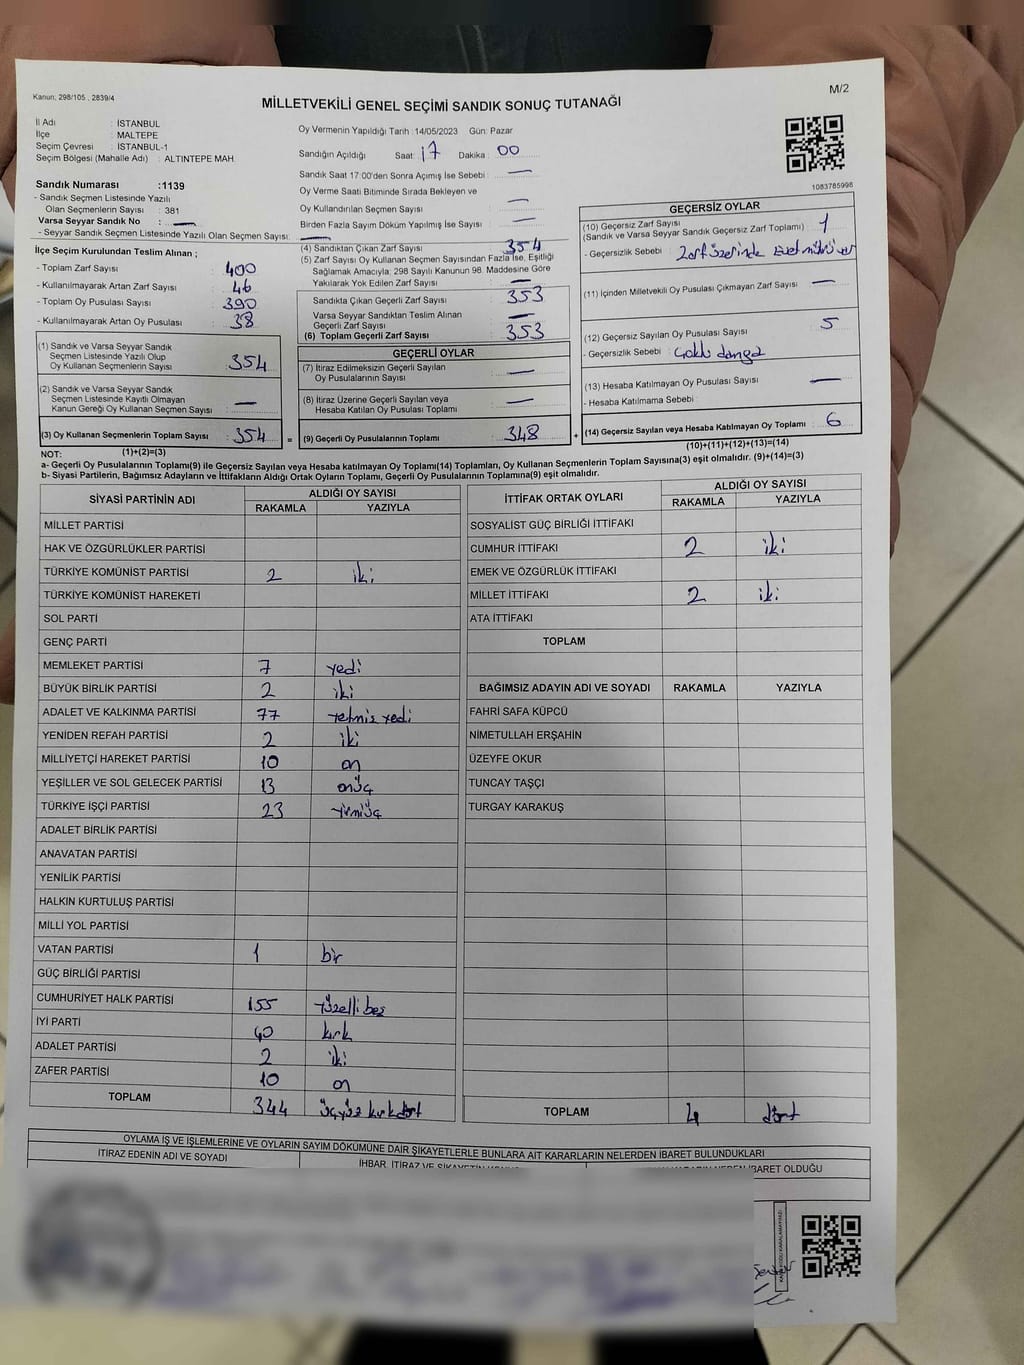 Kanun; 298/105 , 2839/4
M/2
MİLLETVEKİLİ GENEL SEÇİMİ SANDIK SONUÇ TUTANAĞI
İl Adı : İSTANBUL
İlçe : MALTEPE
Seçim Çevresi : İSTANBUL-1
Seçim Bölgesi (Mahalle Adı) : ALTINTEPE MAH.
Sandık Numarası :1139
- Sandık Seçmen Listesinde Yazılı
Olan Seçmenlerin Sayısı : 381
Varsa Seyyar Sandık No : —
- Seyyar Sandık Seçmen Listesinde Yazılı Olan Seçmen Sayısı: —
Oy Vermenin Yapıldığı Tarih : 14/05/2023 Gün: Pazar
Sandığın Açıldığı Saat: 17 Dakika : 00
Sandık Saat 17:00'den Sonra Açımış İse Sebebi : —
Oy Verme Saati Bitiminde Sırada Bekleyen ve
Oy Kullandırılan Seçmen Sayısı —
Birden Fazla Sayım Döküm Yapılmış İse Sayısı : —
1083785998
İlçe Seçim Kurulundan Teslim Alınan ;
- Toplam Zarf Sayısı : 400
- Kullanılmayarak Artan Zarf Sayısı : 46
- Toplam Oy Pusulası Sayısı : 390
- Kullanılmayarak Artan Oy Pusulası : 38
(1) Sandık ve Varsa Seyyar Sandık
Seçmen Listesinde Yazılı Olup
Oy Kullanan Seçmenlerin Sayısı : 354
(2) Sandık ve Varsa Seyyar Sandık
Seçmen Listesinde Kayıtlı Olmayan
Kanun Gereği Oy Kullanan Seçmen Sayısı : —
(3) Oy Kullanan Seçmenlerin Toplam Sayısı : 354 =
(1)+(2)=(3)
(4) Sandıktan Çıkan Zarf Sayısı 354
(5) Zarf Sayısı Oy Kullanan Seçmen Sayısından Fazla İse, Eşitliği
Sağlamak Amacıyla; 298 Sayılı Kanunun 98. Maddesine Göre
Yakılarak Yok Edilen Zarf Sayısı : —
Sandıkta Çıkan Geçerli Zarf Sayısı : 353
Varsa Seyyar Sandıktan Teslim Alınan
Geçerli Zarf Sayısı : —
(6) Toplam Geçerli Zarf Sayısı : 353
GEÇERLİ OYLAR
(7) İtiraz Edilmeksizin Geçerli Sayılan
Oy Pusulalarının Sayısı : —
(8) İtiraz Üzerine Geçerli Sayılan veya
Hesaba Katılan Oy Pusulası Toplamı : —
(9) Geçerli Oy Pusulalarının Toplamı : 348 +
GEÇERSİZ OYLAR
(10) Geçersiz Zarf Sayısı : 1
(Sandık ve Varsa Seyyar Sandık Geçersiz Zarf Toplamı)
- Geçersizlik Sebebi : Zarf üzerinde
(11) İçinden Milletvekili Oy Pusulası Çıkmayan Zarf Sayısı : —
(12) Geçersiz Sayılan Oy Pusulası Sayısı : 5
- Geçersizlik Sebebi : Çoklu damga
(13) Hesaba Katılmayan Oy Pusulası Sayısı : —
- Hesaba Katılmama Sebebi :
(14) Geçersiz Sayılan veya Hesaba Katılmayan Oy Toplamı : 6
(10)+(11)+(12)+(13)=(14)
NOT:
a- Geçerli Oy Pusulalarının Toplamı(9) ile Geçersiz Sayılan veya Hesaba katılmayan Oy Toplamı(14) Toplamları, Oy Kullanan Seçmenlerin Toplam Sayısına(3) eşit olmalıdır. (9)+(14)=(3)
b- Siyasi Partilerin, Bağımsız Adayların ve İttifakların Aldığı Ortak Oyların Toplamı, Geçerli Oy Pusulalarının Toplamına(9) eşit olmalıdır.
SİYASİ PARTİNİN ADI ALDIĞI OY SAYISI
RAKAMLA YAZIYLA
MİLLET PARTİSİ
HAK VE ÖZGÜRLÜKLER PARTİSİ
TÜRKİYE KOMÜNİST PARTİSİ 2 iki
TÜRKİYE KOMÜNİST HAREKETİ
SOL PARTİ
GENÇ PARTİ
MEMLEKET PARTİSİ 7 yedi
BÜYÜK BİRLİK PARTİSİ 2 iki
ADALET VE KALKINMA PARTİSİ 77 yetmiş yedi
YENİDEN REFAH PARTİSİ 2 iki
MİLLİYETÇİ HAREKET PARTİSİ 10 on
YEŞİLLER VE SOL GELECEK PARTİSİ 13 onüç
TÜRKİYE İŞÇİ PARTİSİ 23 yirmiüç
ADALET BİRLİK PARTİSİ
ANAVATAN PARTİSİ
YENİLİK PARTİSİ
HALKIN KURTULUŞ PARTİSİ
MİLLİ YOL PARTİSİ
VATAN PARTİSİ 1 bir
GÜÇ BİRLİĞİ PARTİSİ
CUMHURİYET HALK PARTİSİ 155 yüzellibeş
İYİ PARTİ 40 kırk
ADALET PARTİSİ 2 iki
ZAFER PARTİSİ 10 on
TOPLAM 344 üçyüz kırkdört
İTTİFAK ORTAK OYLARI ALDIĞI OY SAYISI
RAKAMLA YAZIYLA
SOSYALİST GÜÇ BİRLİĞİ İTTİFAKI
CUMHUR İTTİFAKI 2 iki
EMEK VE ÖZGÜRLÜK İTTİFAKI
MİLLET İTTİFAKI 2 iki
ATA İTTİFAKI
TOPLAM
BAĞIMSIZ ADAYIN ADI VE SOYADI RAKAMLA YAZIYLA
FAHRİ SAFA KÜPCÜ
NİMETULLAH ERŞAHİN
ÜZEYFE OKUR
TUNCAY TAŞÇI
TURGAY KARAKUŞ
TOPLAM 4 dört
OYLAMA İŞ VE İŞLEMLERİNE VE OYLARIN SAYIM DÖKÜMÜNE DAİR ŞİKAYETLERLE BUNLARA AİT KARARLARIN NELERDEN İBARET BULUNDUKLARI
İTİRAZ EDENİN ADI VE SOYADI
İHBAR, İTİRAZ VE
İBARET OLDUĞU